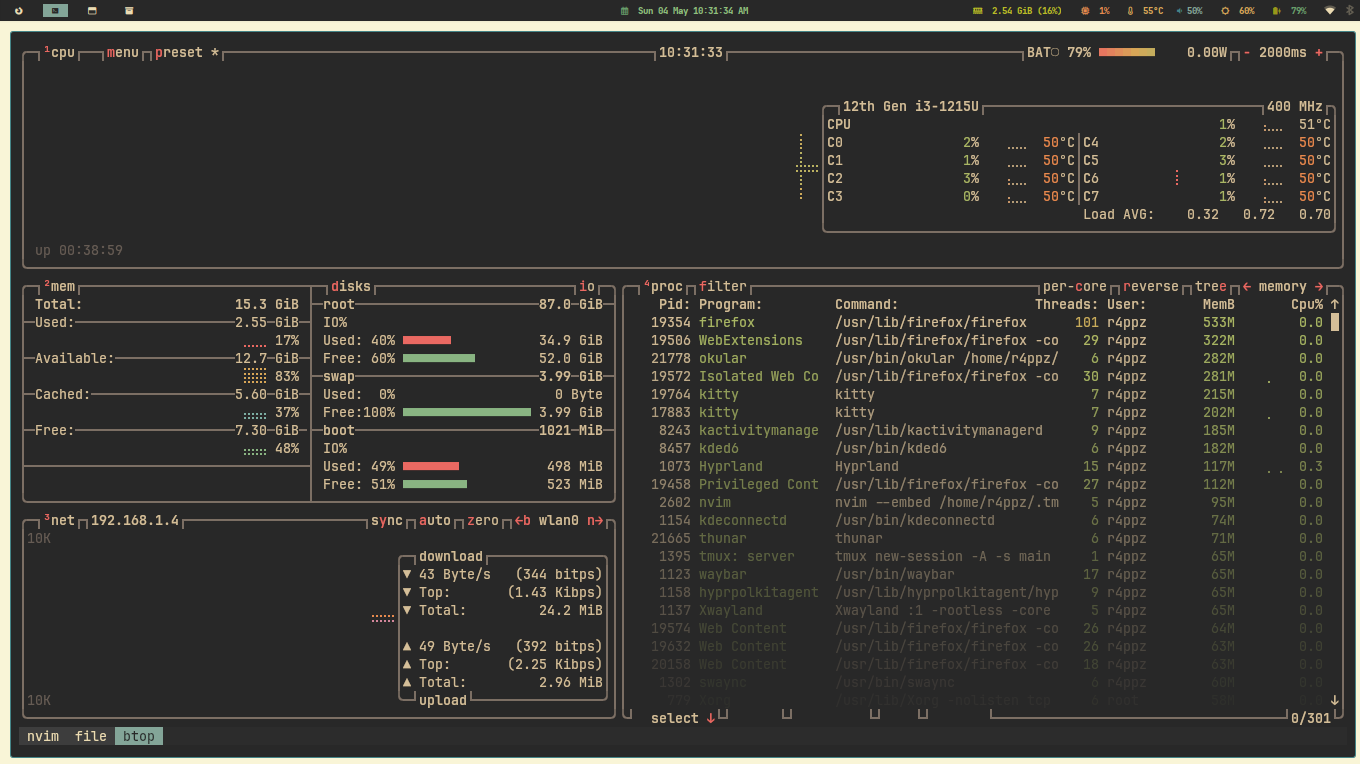 Sun 04 May 10:31:34 AM 2.54 GiB (16%) 1% 55°C 50% 60% 79%
1cpu menu preset * 10:31:33 BAT 79% 0.00W - 2000ms +
12th Gen i3-1215U 400 MHz
CPU 1% 51°C
C0 2% 50°C C4 2% 50°C
C1 1% 50°C C5 3% 50°C
C2 3% 50°C C6 1% 50°C
C3 0% 50°C C7 1% 50°C
Load AVG: 0.32 0.72 0.70
up 00:38:59
2mem
Total: 15.3 GiB
Used: 2.55 GiB
17%
Available: 12.7 GiB
83%
Cached: 5.60 GiB
37%
Free: 7.30 GiB
48%
disks io
root 87.0 GiB
IO%
Used: 40% 34.9 GiB
Free: 60% 52.0 GiB
swap 3.99 GiB
Used: 0% 0 Byte
Free:100% 3.99 GiB
boot 1021 MiB
IO%
Used: 49% 498 MiB
Free: 51% 523 MiB
3net 192.168.1.4 sync auto zero ←b wlan0 n→
10K
download
▼ 43 Byte/s (344 bitps)
▼ Top: (1.43 Kibps)
▼ Total: 24.2 MiB
▲ 49 Byte/s (392 bitps)
▲ Top: (2.25 Kibps)
▲ Total: 2.96 MiB
upload
10K
4proc filter per-core reverse tree ← memory →
Pid: Program: Command: Threads: User: MemB Cpu% ↑
19354 firefox /usr/lib/firefox/firefox 101 r4ppz 533M 0.0
19506 WebExtensions /usr/lib/firefox/firefox -co 29 r4ppz 322M 0.0
21778 okular /usr/bin/okular /home/r4ppz/ 6 r4ppz 282M 0.0
19572 Isolated Web Co /usr/lib/firefox/firefox -co 30 r4ppz 281M 0.0
19764 kitty kitty 7 r4ppz 215M 0.0
17883 kitty kitty 7 r4ppz 202M 0.0
8243 kactivitymanage /usr/lib/kactivitymanagerd 9 r4ppz 185M 0.0
8457 kded6 /usr/bin/kded6 6 r4ppz 182M 0.0
1073 Hyprland Hyprland 15 r4ppz 117M 0.3
19458 Privileged Cont /usr/lib/firefox/firefox -co 27 r4ppz 112M 0.0
2602 nvim nvim --embed /home/r4ppz/.tm 5 r4ppz 95M 0.0
1154 kdeconnectd /usr/bin/kdeconnectd 6 r4ppz 74M 0.0
21665 thunar thunar 6 r4ppz 71M 0.0
1395 tmux: server tmux new-session -A -s main 1 r4ppz 65M 0.0
1123 waybar /usr/bin/waybar 17 r4ppz 65M 0.0
1158 hyprpolkitagent /usr/lib/hyprpolkitagent/hyp 9 r4ppz 65M 0.0
1137 Xwayland Xwayland :1 -rootless -core 5 r4ppz 65M 0.0
19574 Web Content /usr/lib/firefox/firefox -co 26 r4ppz 64M 0.0
19632 Web Content /usr/lib/firefox/firefox -co 26 r4ppz 63M 0.0
20158 Web Content /usr/lib/firefox/firefox -co 18 r4ppz 63M 0.0
1302 swaync /usr/bin/swaync 6 r4ppz 60M 0.0
779 Xorg /usr/lib/Xorg -nolisten tcp 6 root 0.0 ↓
select ↓ 0/301
nvim file btop